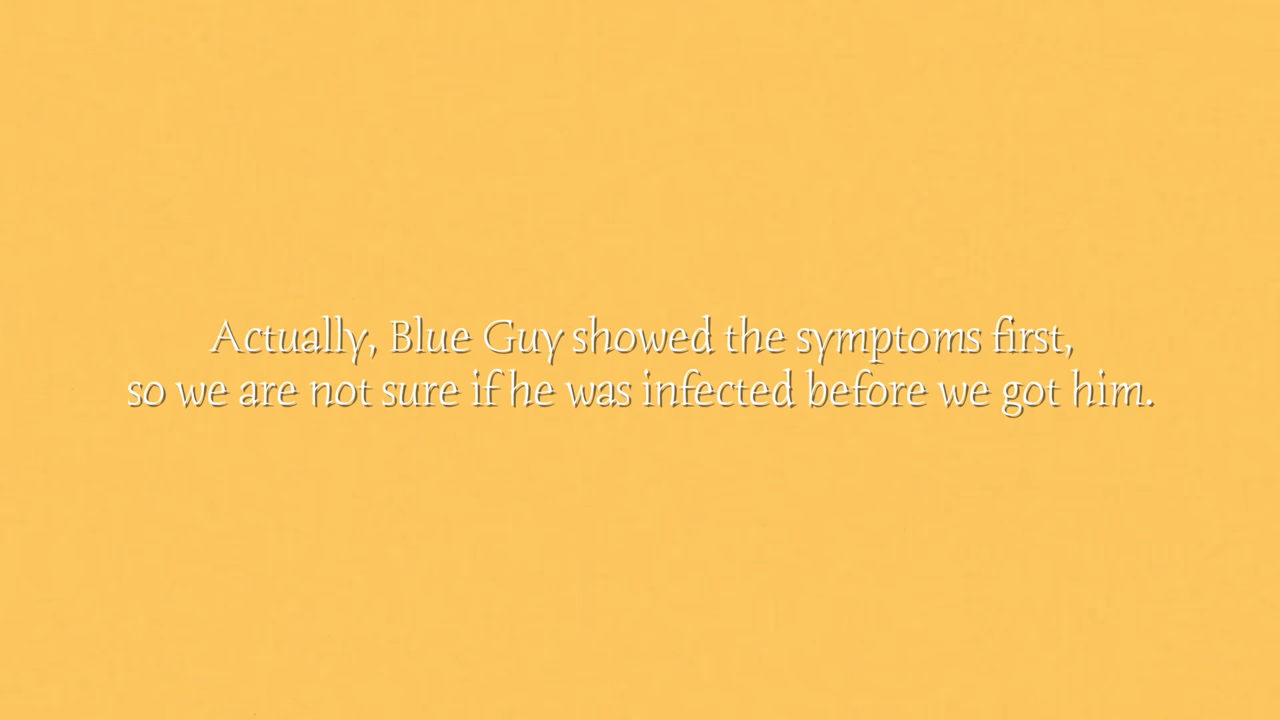 Actually, Blue Guy showed the symptoms first,
so we are not sure if he was infected before we got him.